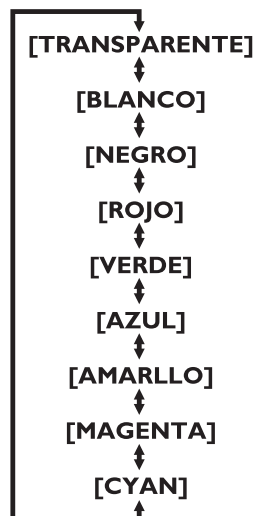 [TRANSPARENTE]
[BLANCO]
[NEGRO]
[ROJO]
[VERDE]
[AZUL]
[AMARLLO]
[MAGENTA]
[CYAN]